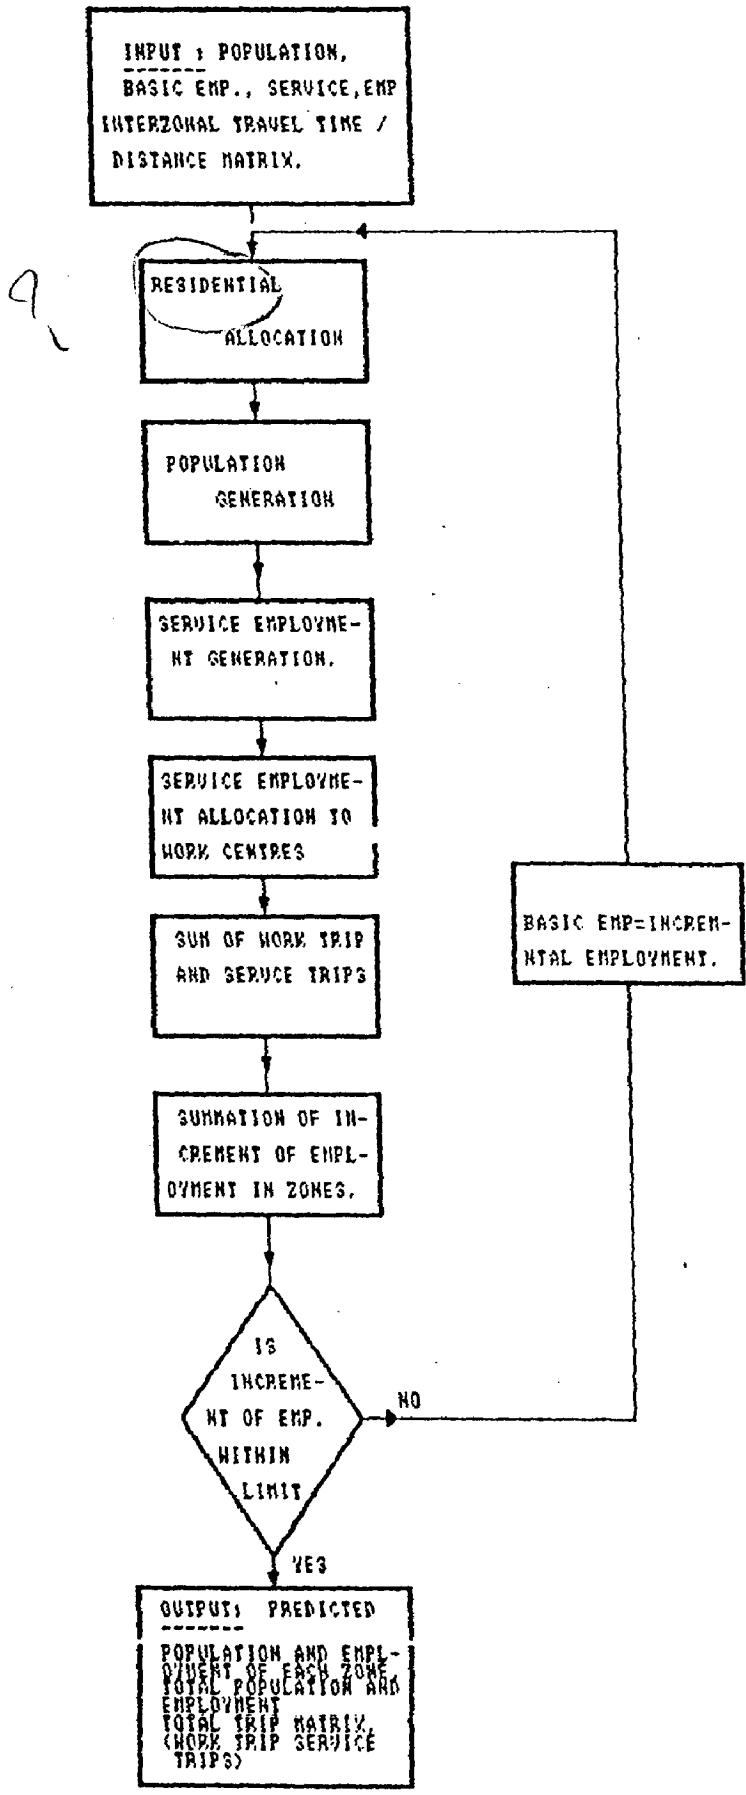 INPUT : POPULATION,
BASIC EMP., SERVICE,EMP
INTERZONAL TRAVEL TIME /
DISTANCE MATRIX.
RESIDENTIAL
ALLOCATION
POPULATION
GENERATION
SERVICE EMPLOYME-
NT GENERATION.
SERVICE EMPLOYME-
NT ALLOCATION TO
WORK CENTRES
SUM OF WORK TRIP
AND SERVCE TRIPS
BASIC EMP=INCREM-
NTAL EMPLOYMENT.
SUMMATION OF IN-
CREMENT OF EMPL-
OYMENT IN ZONES.
IS
INCREME-
NT OF EMP.
WITHIN
LIMIT
NO
YES
OUTPUT: PREDICTED
POPULATION AND EMPL-
OYMENT OF EACH ZONE,
TOTAL POPULATION AND
EMPLOYMENT
TOTAL TRIP MATRIX,
(WORK TRIP SERVICE
TRIPS)